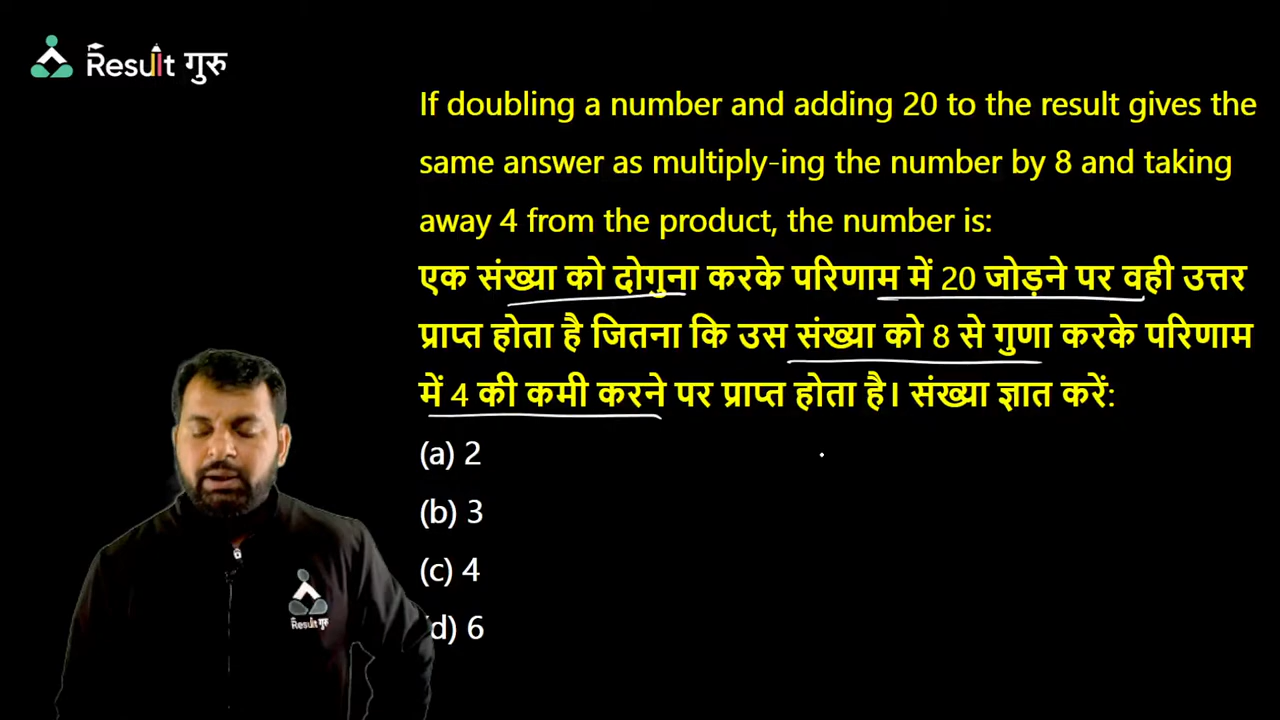 Result गुरु
If doubling a number and adding 20 to the result gives the
same answer as multiply-ing the number by 8 and taking
away 4 from the product, the number is:
एक संख्या को दोगुना करके परिणाम में 20 जोड़ने पर वही उत्तर
प्राप्त होता है जितना कि उस संख्या को 8 से गुणा करके परिणाम
में 4 की कमी करने पर प्राप्त होता है। संख्या ज्ञात करें:
(a) 2
(b) 3
(c) 4
(d) 6
Result गुरु